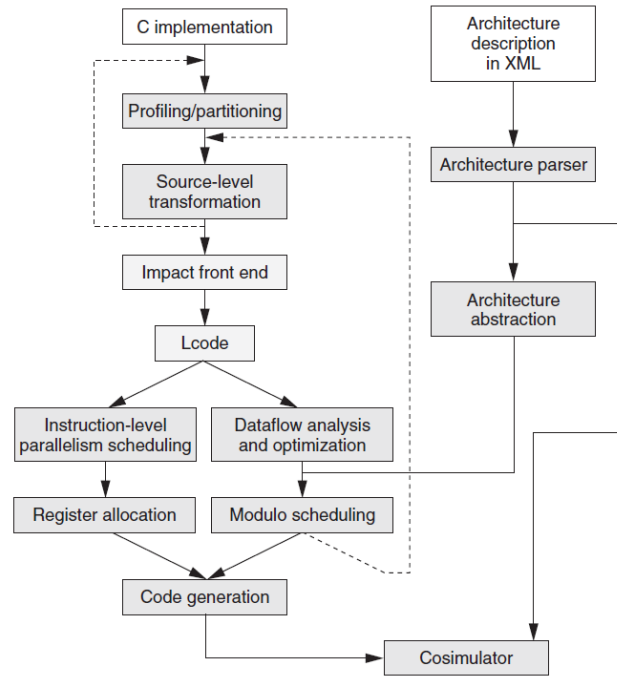 C implementation
Architecture
description
in XML
Profiling/partitioning
Architecture parser
Source-level
transformation
Impact front end
Architecture
abstraction
Lcode
Instruction-level
parallelism scheduling
Dataflow analysis
and optimization
Register allocation
Modulo scheduling
Code generation
Cosimulator